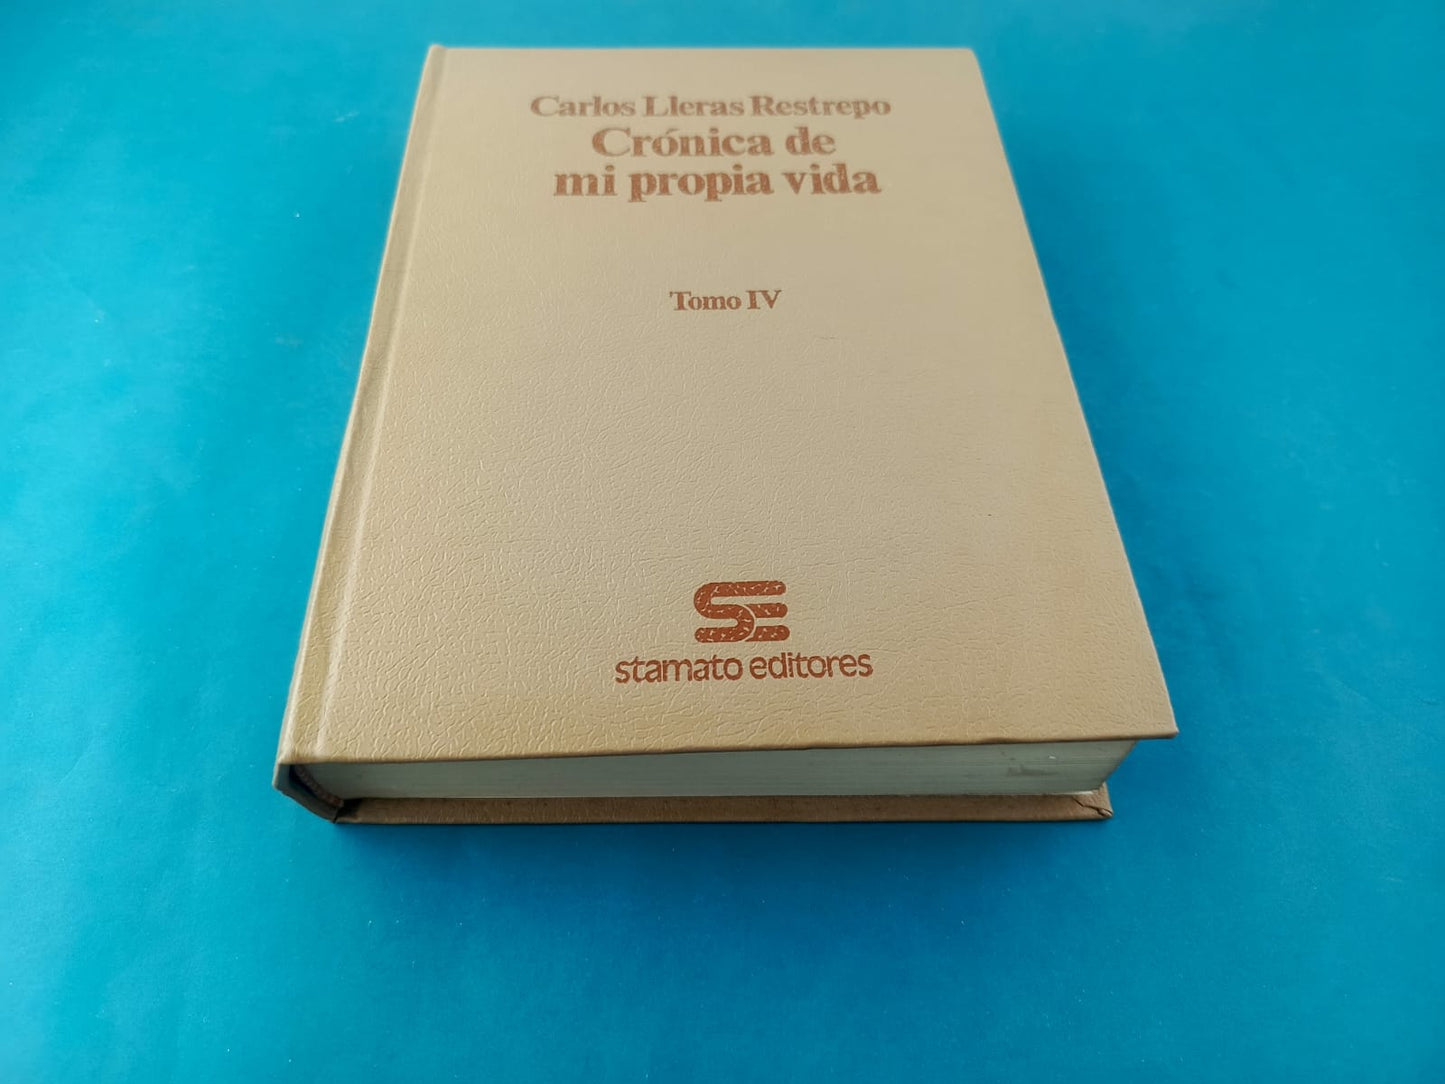 Carlos Lleras Restrepo
Crónica de
mi propia vida
Tomo IV
SE
stamato editores